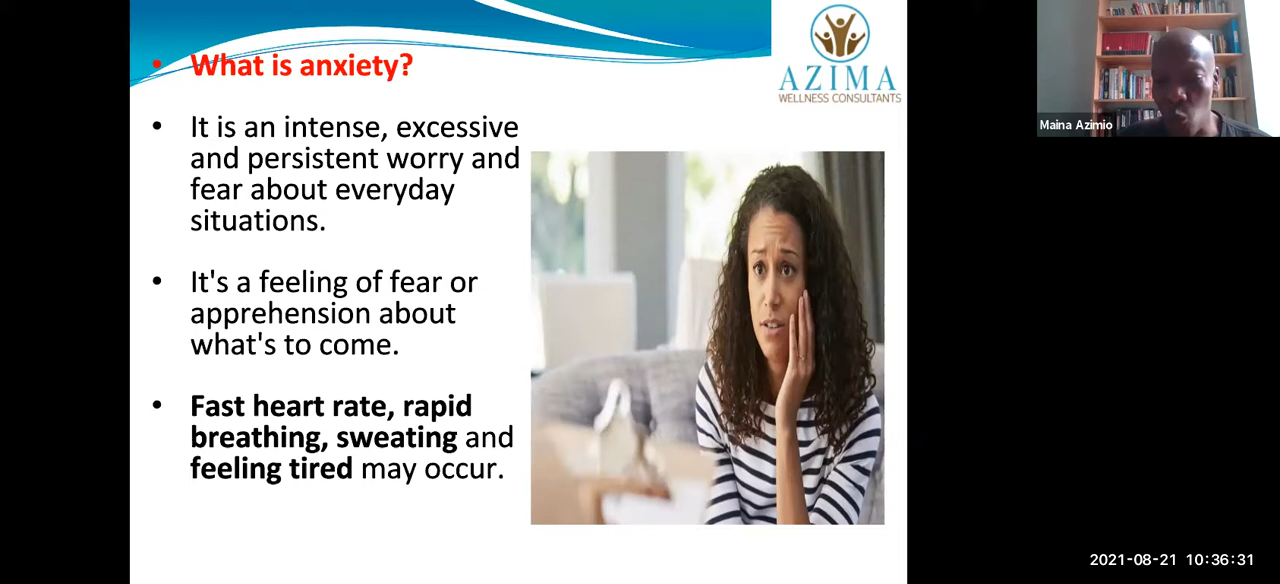 • What is anxiety?
AZIMA
WELLNESS CONSULTANTS
• It is an intense, excessive
and persistent worry and
fear about everyday
situations.
• It's a feeling of fear or
apprehension about
what's to come.
• Fast heart rate, rapid
breathing, sweating and
feeling tired may occur.
Maina Azimio
2021-08-21 10:36:31